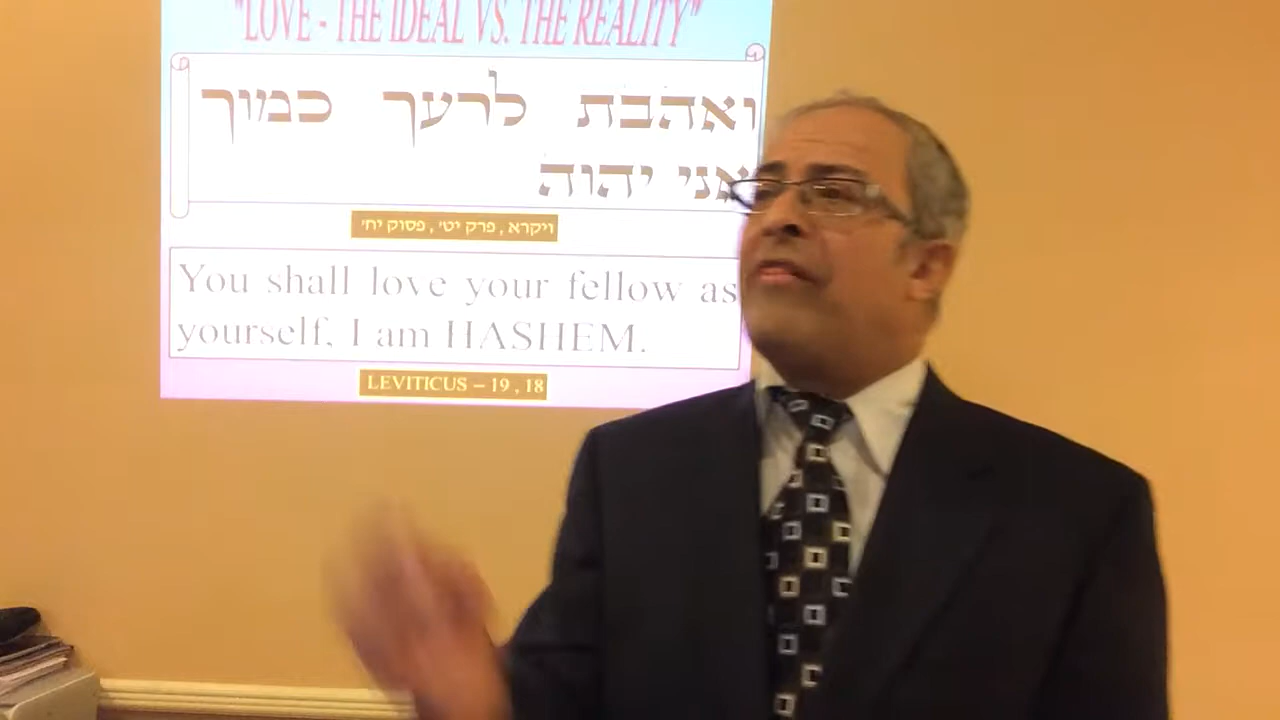 "LOVE - THE IDEAL VS. THE REALITY"
ואהבת לרעך כמוך
אני יהוה
ויקרא, פרק יט', פסוק יח'
You shall love your fellow as
yourself, I am HASHEM.
LEVITICUS – 19 , 18